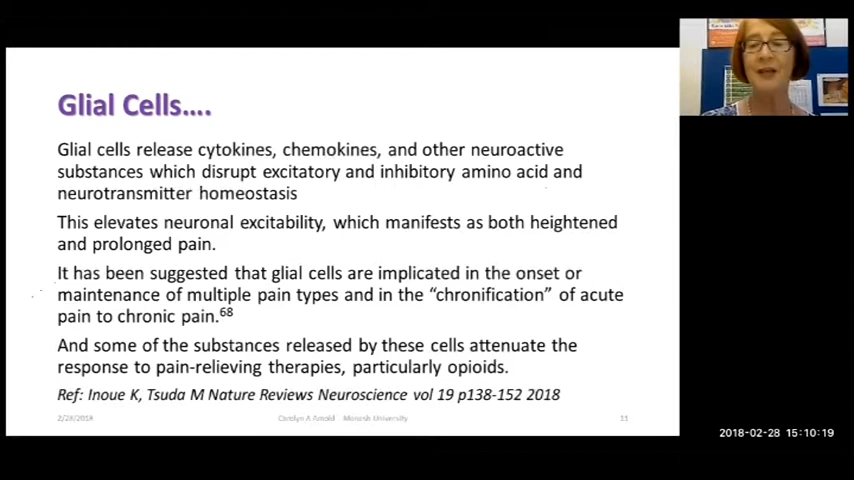 Glial Cells....
Glial cells release cytokines, chemokines, and other neuroactive
substances which disrupt excitatory and inhibitory amino acid and
neurotransmitter homeostasis
This elevates neuronal excitability, which manifests as both heightened
and prolonged pain.
It has been suggested that glial cells are implicated in the onset or
maintenance of multiple pain types and in the “chronification” of acute
pain to chronic pain.68
And some of the substances released by these cells attenuate the
response to pain-relieving therapies, particularly opioids.
Ref: Inoue K, Tsuda M Nature Reviews Neuroscience vol 19 p138-152 2018
2/28/2018 Carolyn A Arnold Monash University 11
2018-02-28 15:10:19